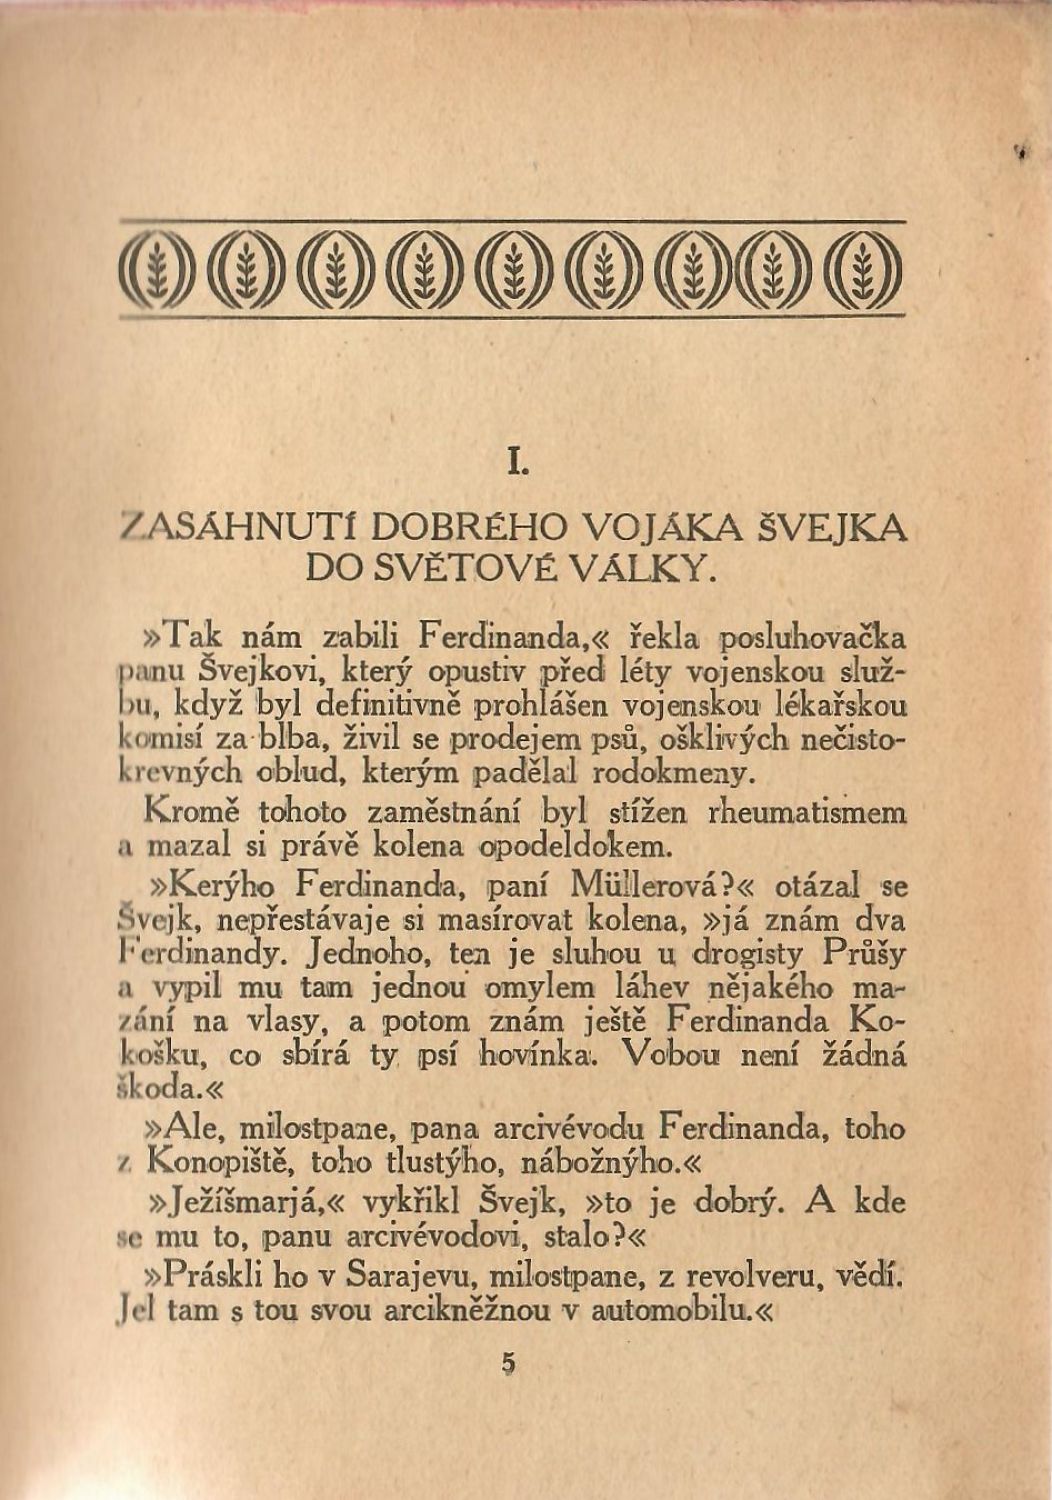 I.
ZASÁHNUTÍ DOBRÉHO VOJÁKA ŠVEJKA
DO SVĚTOVÉ VÁLKY.
»Tak nám zabili Ferdinanda,« řekla posluhovačka
panu Švejkovi, který opustiv před léty vojenskou služ-
bu, když byl definitivně prohlášen vojenskou lékařskou
komisí za blba, živil se prodejem psů, ošklivých nečisto-
krevných oblud, kterým padělal rodokmeny.
Kromě tohoto zaměstnání byl stížen rheumatismem
a mazal si právě kolena opodeldokem.
»Kerýho Ferdinanda, paní Müllerová?« otázal se
Švejk, nepřestávaje si masírovat kolena, »já znám dva
Ferdinandy. Jednoho, ten je sluhou u drogisty Průšy
a vypil mu tam jednou omylem láhev nějakého ma-
zání na vlasy, a potom znám ještě Ferdinanda Ko-
košku, co sbírá ty psí hovínka. Vobou není žádná
škoda.«
»Ale, milostpane, pana arcivévodu Ferdinanda, toho
z Konopiště, toho tlustýho, nábožnýho.«
»Ježíšmarjá,« vykřikl Švejk, »to je dobrý. A kde
se mu to, panu arcivévodovi, stalo?«
»Práskli ho v Sarajevu, milostpane, z revolveru, vědí.
Jel tam s tou svou arcikněžnou v automobilu.«
5